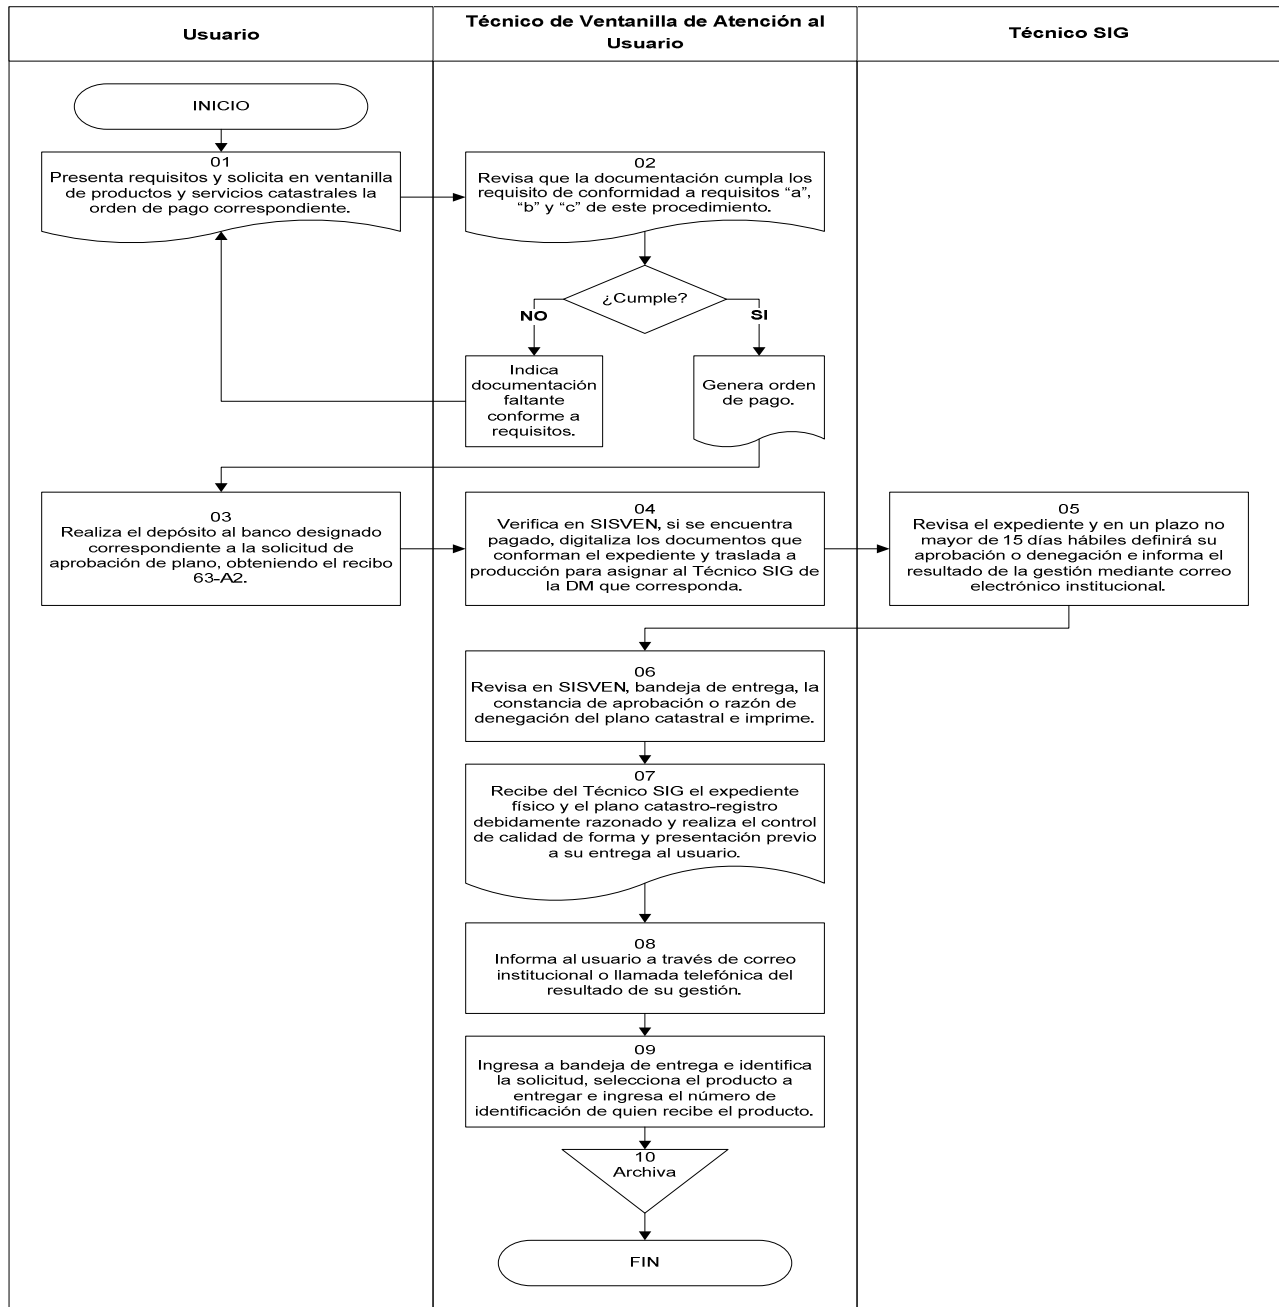 Usuario
Técnico de Ventanilla de Atención al
Usuario
Técnico SIG
INICIO
01
Presenta requisitos y solicita en ventanilla
de productos y servicios catastrales la
orden de pago correspondiente.
02
Revisa que la documentación cumpla los
requisito de conformidad a requisitos “a”,
“b” y “c” de este procedimiento.
¿Cumple?
NO
SI
Indica
documentación
faltante
conforme a
requisitos.
Genera orden
de pago.
03
Realiza el depósito al banco designado
correspondiente a la solicitud de
aprobación de plano, obteniendo el recibo
63-A2.
04
Verifica en SISVEN, si se encuentra
pagado, digitaliza los documentos que
conforman el expediente y traslada a
producción para asignar al Técnico SIG de
la DM que corresponda.
05
Revisa el expediente y en un plazo no
mayor de 15 días hábiles definirá su
aprobación o denegación e informa el
resultado de la gestión mediante correo
electrónico institucional.
06
Revisa en SISVEN, bandeja de entrega, la
constancia de aprobación o razón de
denegación del plano catastral e imprime.
07
Recibe del Técnico SIG el expediente
físico y el plano catastro-registro
debidamente razonado y realiza el control
de calidad de forma y presentación previo
a su entrega al usuario.
08
Informa al usuario a través de correo
institucional o llamada telefónica del
resultado de su gestión.
09
Ingresa a bandeja de entrega e identifica
la solicitud, selecciona el producto a
entregar e ingresa el número de
identificación de quien recibe el producto.
10
Archiva
FIN